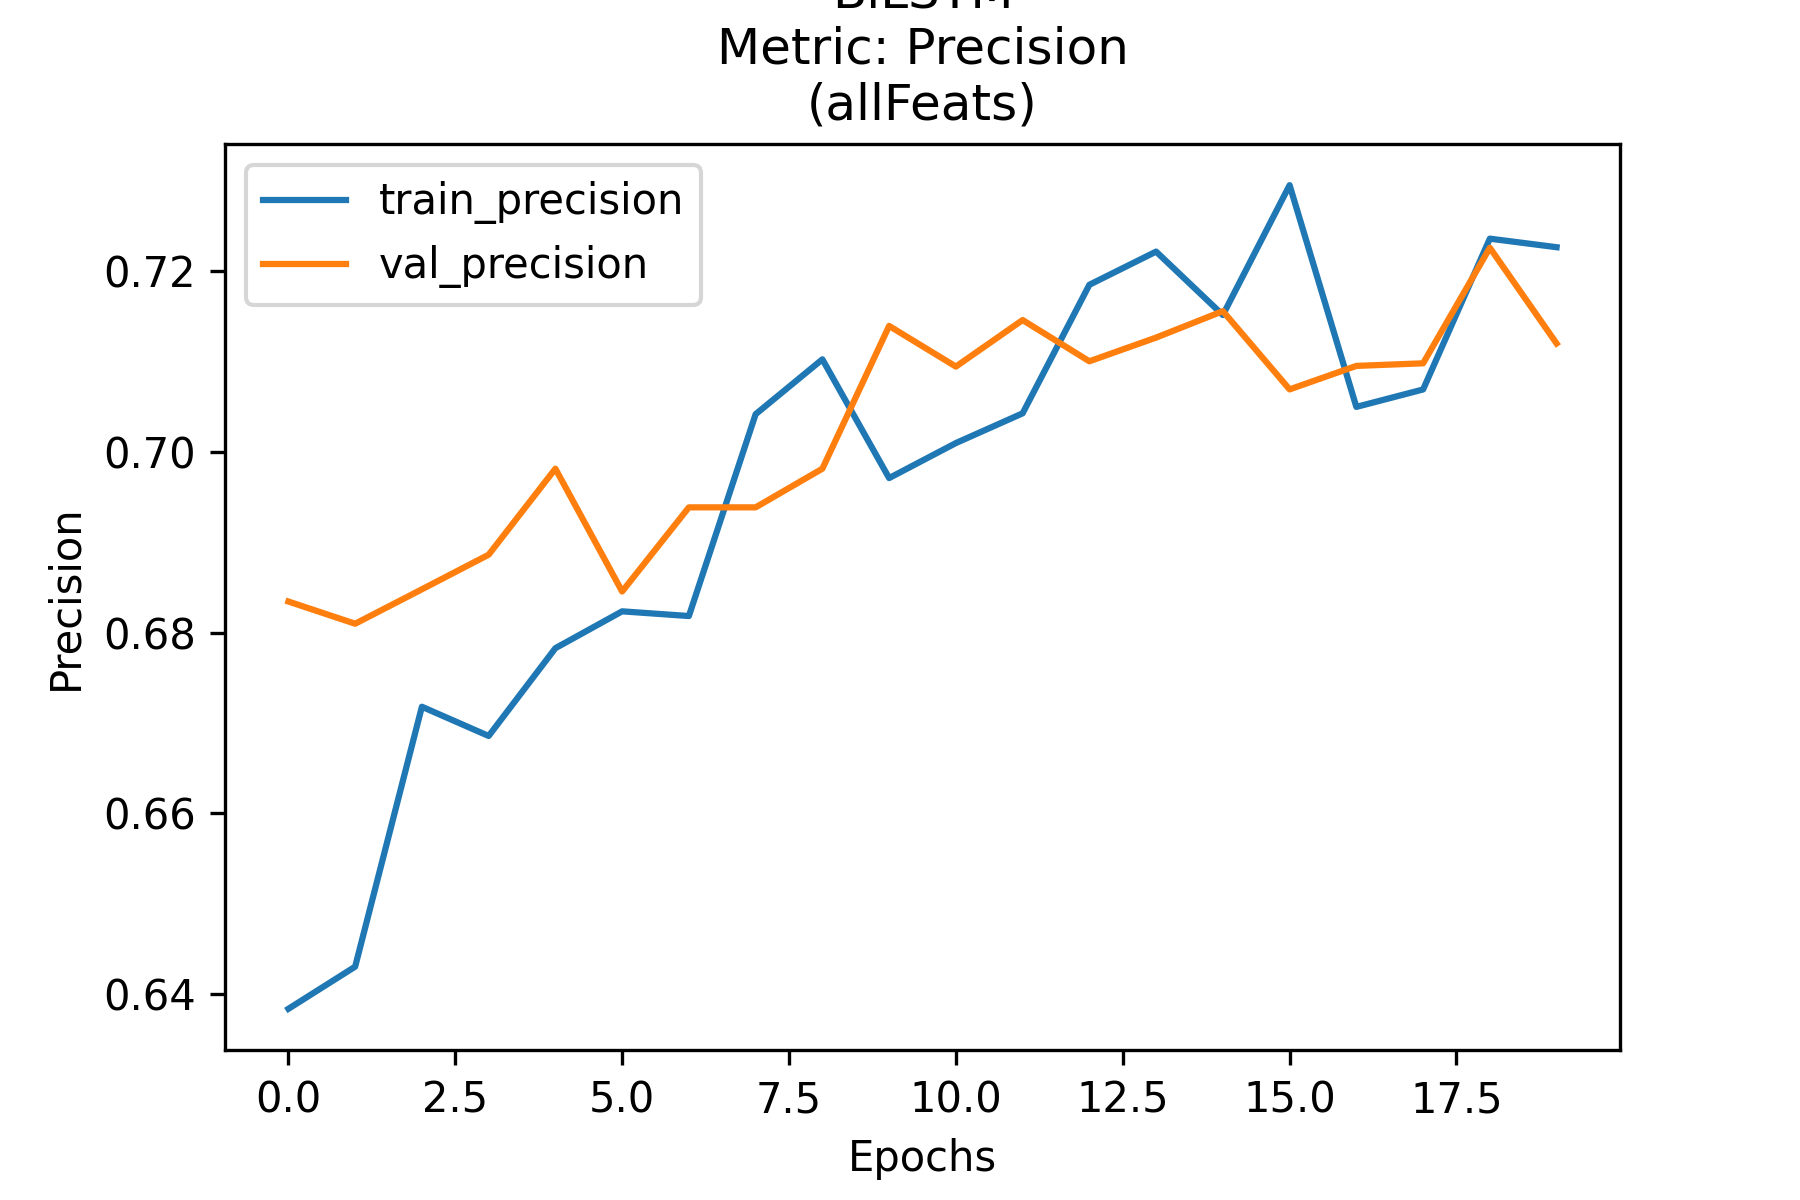 BiLSTM
Metric: Precision
(allFeats)
train_precision
val_precision
0.72
0.70
0.68
0.66
0.64
Precision
0.0 2.5 5.0 7.5 10.0 12.5 15.0 17.5
Epochs